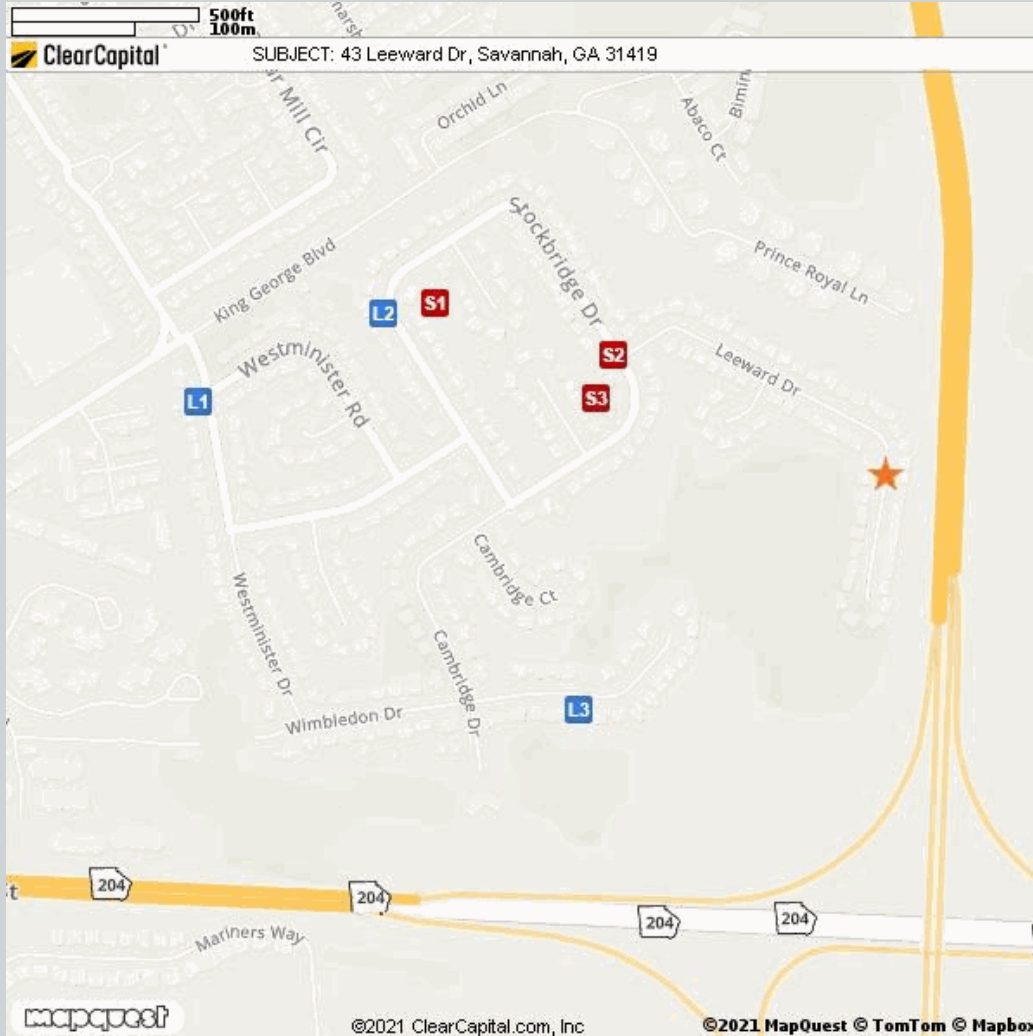 500ft
100m
ClearCapital
SUBJECT: 43 Leeward Dr, Savannah, GA 31419
Mill Cir
Orchid Ln
Abaco Ct
Prince Royal Ln
King George Blvd
Stockbridge Dr
S1
L2
S2
Westminister Rd
Leeward Dr
L1
S3
Cambridge Ct
Westminister Dr
Cambridge Dr
Wimbledon Dr
L3
204
204
204
204
Mariners Way
mapquest
©2021 ClearCapital.com, Inc
©2021 MapQuest © TomTom © Mapbo